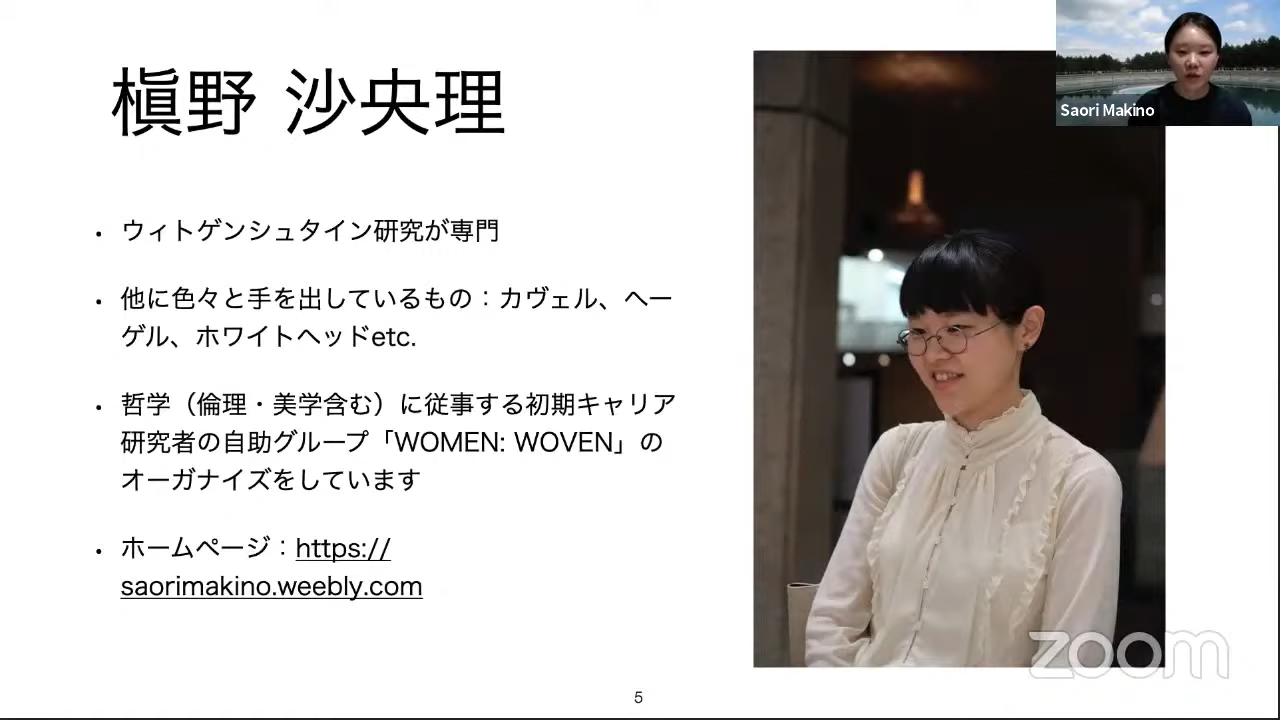 槇野 沙央理
Saori Makino
• ウィトゲンシュタイン研究が専門
• 他に色々と手を出しているもの：カヴェル、ヘー
ゲル、ホワイトヘッドetc.
• 哲学（倫理・美学含む）に従事する初期キャリア
研究者の自助グループ「WOMEN: WOVEN」の
オーガナイズをしています
• ホームページ：https://
saorimakino.weebly.com
zoom
5